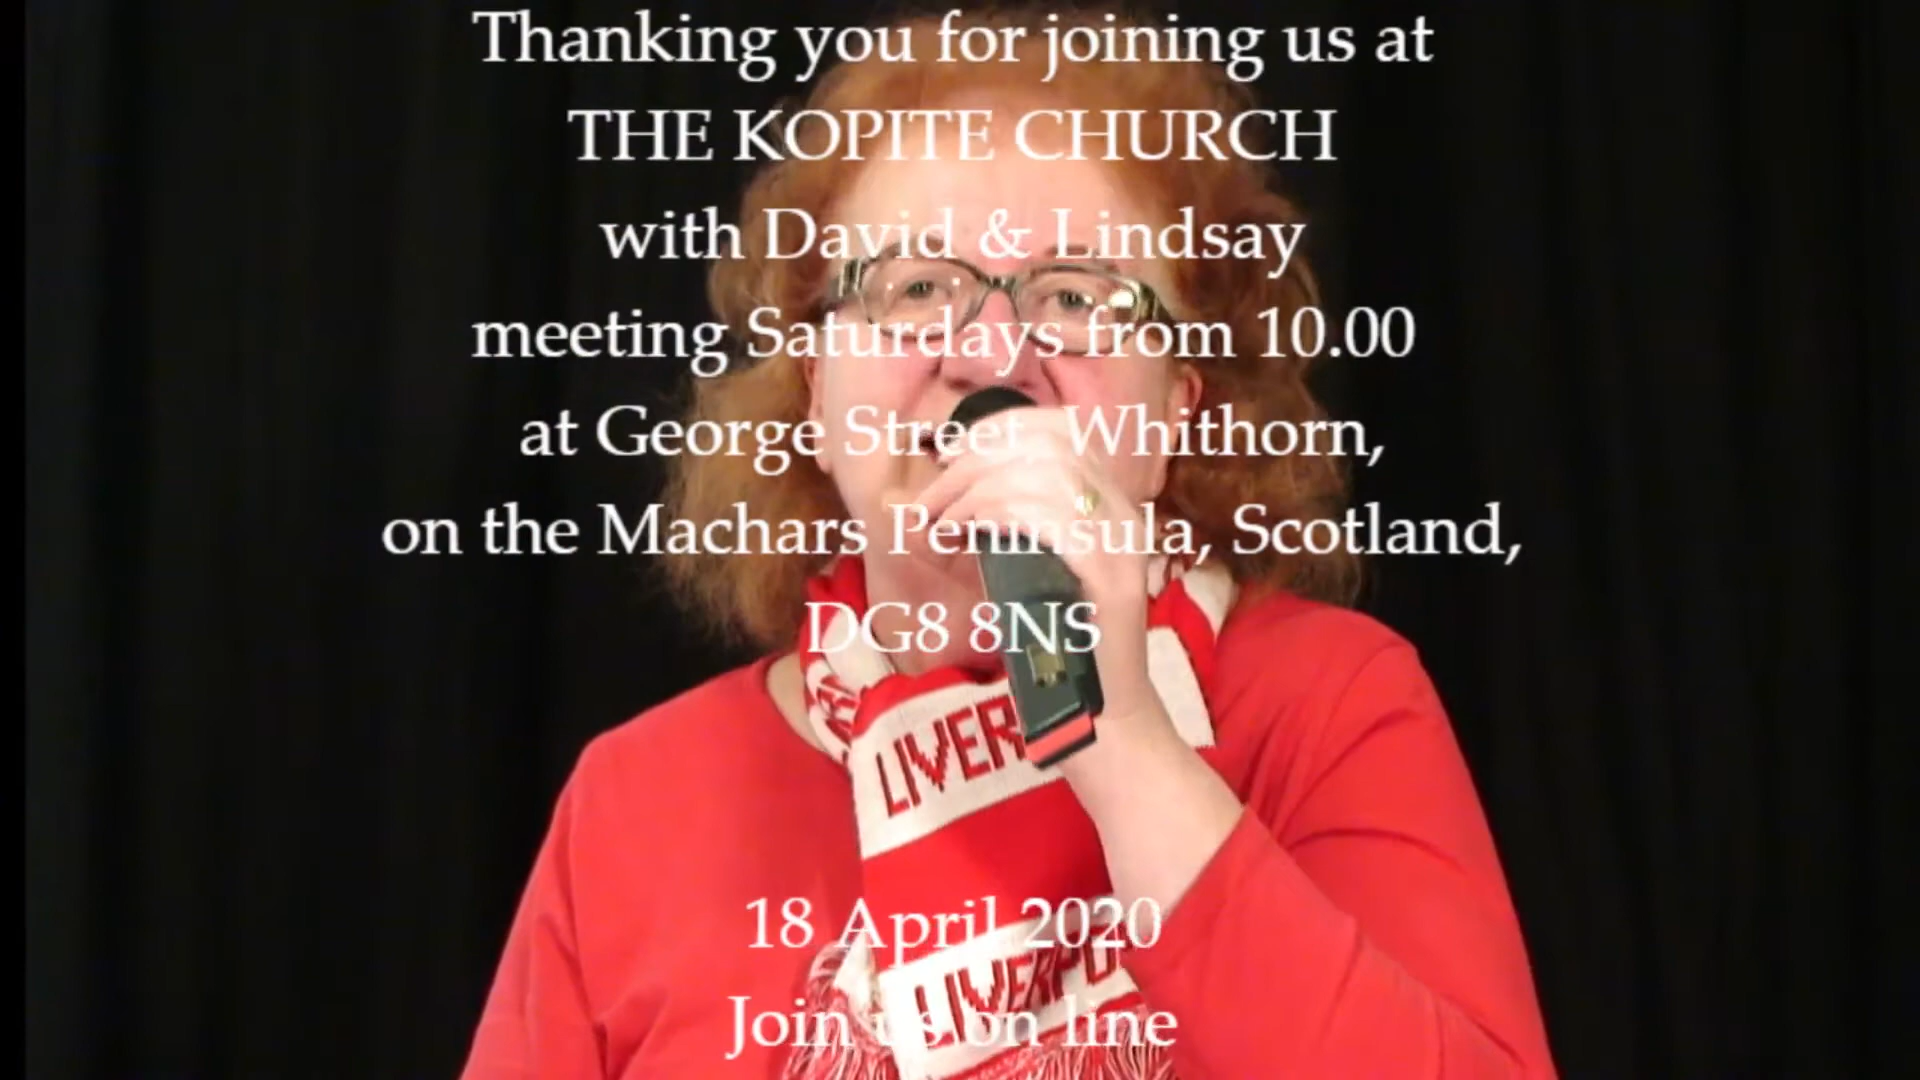 Thanking you for joining us at
THE KOPITE CHURCH
with David & Lindsay
meeting Saturdays from 10.00
at George Street, Whithorn,
on the Machars Peninsula, Scotland,
DG8 8NS
LIVER
18 April 2020
LIVERPO
Join us on line